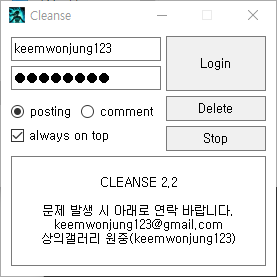 Cleanse
keemwonjung123
Login
●●●●●●●●
posting
comment
Delete
always on top
Stop
CLEANSE 2.2
문제 발생 시 아래로 연락 바랍니다.
keemwonjung123@gmail.com
상의갤러리 원중(keemwonjung123)